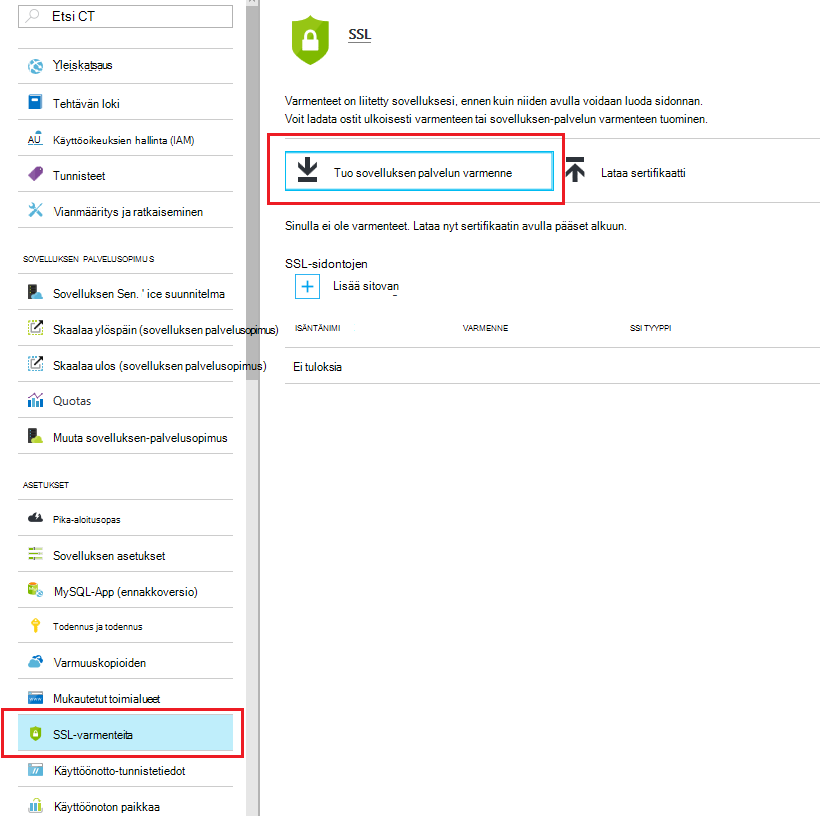 Etsi CT
Yleiskatsaus
Tehtävän loki
Käyttöoikeuksien hallinta (IAM)
Tunnisteet
Vianmääritys ja ratkaiseminen
SOVELLUKSEN PALVELUSOPIMUS
Sovelluksen Sen. ' ice suunnitelma
Skaalaa ylöspäin (sovelluksen palvelusopimus)
Skaalaa ulos (sovelluksen palvelusopimus)
Quotas
Muuta sovelluksen-palvelusopimus
ASETUKSET
Pika-aloitusopas
Sovelluksen asetukset
MySQL-App (ennakkoversio)
Todennus ja todennus
Varmuuskopioiden
Mukautetut toimialueet
SSL-varmenteita
Käyttöönotto-tunnistetiedot
Käyttöönoton paikkaa
SSL
Varmenteet on liitetty sovelluksesi, ennen kuin niiden avulla voidaan luoda sidonnan.
Voit ladata ostit ulkoisesti varmenteen tai sovelluksen-palvelun varmenteen tuominen.
Tuo sovelluksen palvelun varmenne
Lataa sertifikaatti
Sinulla ei ole varmenteet. Lataa nyt sertifikaatin avulla pääset alkuun.
SSL-sidontojen
Lisää sitovan
ISÄNTÄNIMI VARMENNE SSI TYYPPI
Ei tuloksia